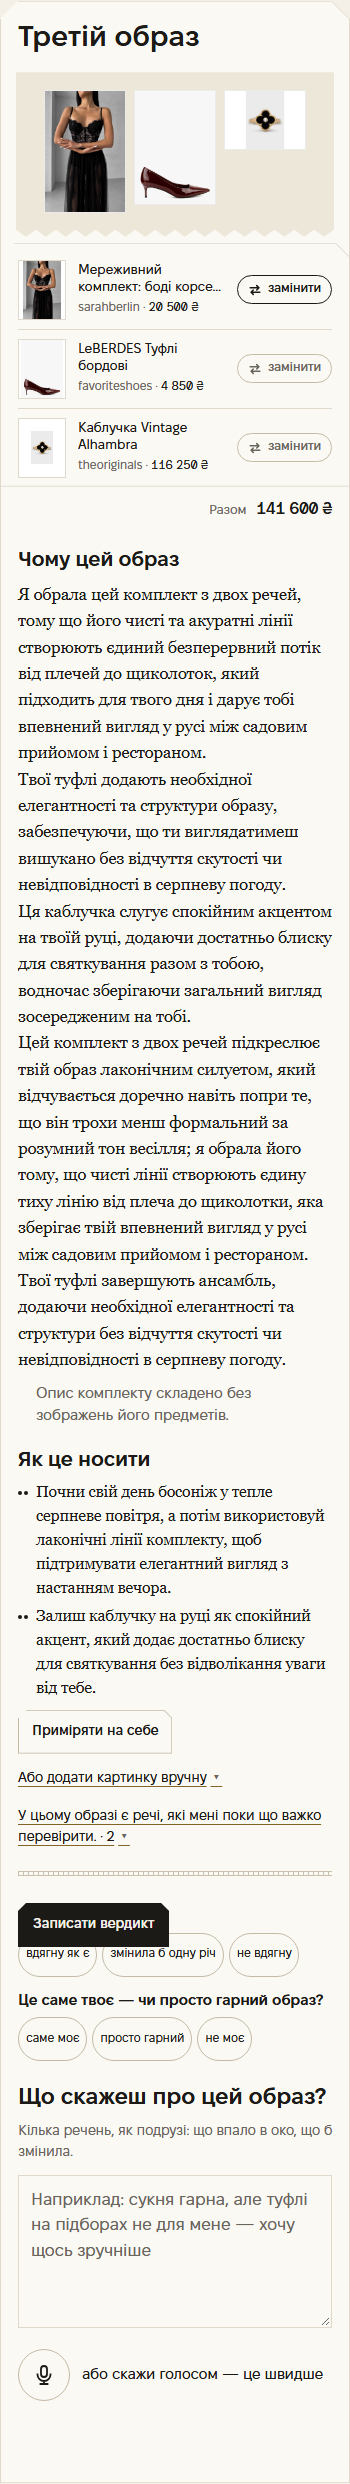 Третій образ
Мереживний
комплект: боді корсе...
sarahberlin · 20 500 ₴
замінити
LeBERDES Туфлі
бордові
favoriteshoes · 4 850 ₴
замінити
Каблучка Vintage
Alhambra
theoriginals · 116 250 ₴
замінити
Разом 141 600 ₴
Чому цей образ
Я обрала цей комплект з двох речей,
тому що його чисті та акуратні лінії
створюють єдиний безперервний потік
від плечей до щиколоток, який
підходить для твого дня і дарує тобі
впевнений вигляд у русі між садовим
прийомом і рестораном.
Твої туфлі додають необхідної
елегантності та структури образу,
забезпечуючи, що ти виглядатимеш
вишукано без відчуття скутості чи
невідповідності в серпневу погоду.
Ця каблучка слугує спокійним акцентом
на твоїй руці, додаючи достатньо блиску
для святкування разом з тобою,
водночас зберігаючи загальний вигляд
зосередженим на тобі.
Цей комплект з двох речей підкреслює
твій образ лаконічним силуетом, який
відчувається доречно навіть попри те,
що він трохи менш формальний за
розумний тон весілля; я обрала його
тому, що чисті лінії створюють єдину
тиху лінію від плеча до щиколотки, яка
зберігає твій впевнений вигляд у русі
між садовим прийомом і рестораном.
Твої туфлі завершують ансамбль,
додаючи необхідної елегантності та
структури без відчуття скутості чи
невідповідності в серпневу погоду.
Опис комплекту складено без
зображень його предметів.
Як це носити
Почни свій день босоніж у тепле
серпневе повітря, а потім використовуй
лаконічні лінії комплекту, щоб
підтримувати елегантний вигляд з
настанням вечора.
Залиш каблучку на руці як спокійний
акцент, який додає достатньо блиску
для святкування без відволікання уваги
від тебе.
Приміряти на себе
Або додати картинку вручну
У цьому образі є речі, які мені поки що важко
перевірити. · 2
Записати вердикт
вдягну як є
змінила б одну річ
не вдягну
Це саме твоє — чи просто гарний образ?
саме моє
просто гарний
не моє
Що скажеш про цей образ?
Кілька речень, як подрузі: що впало в око, що б
змінила.
Наприклад: сукня гарна, але туфлі
на підборах не для мене — хочу
щось зручніше
або скажи голосом — це швидше